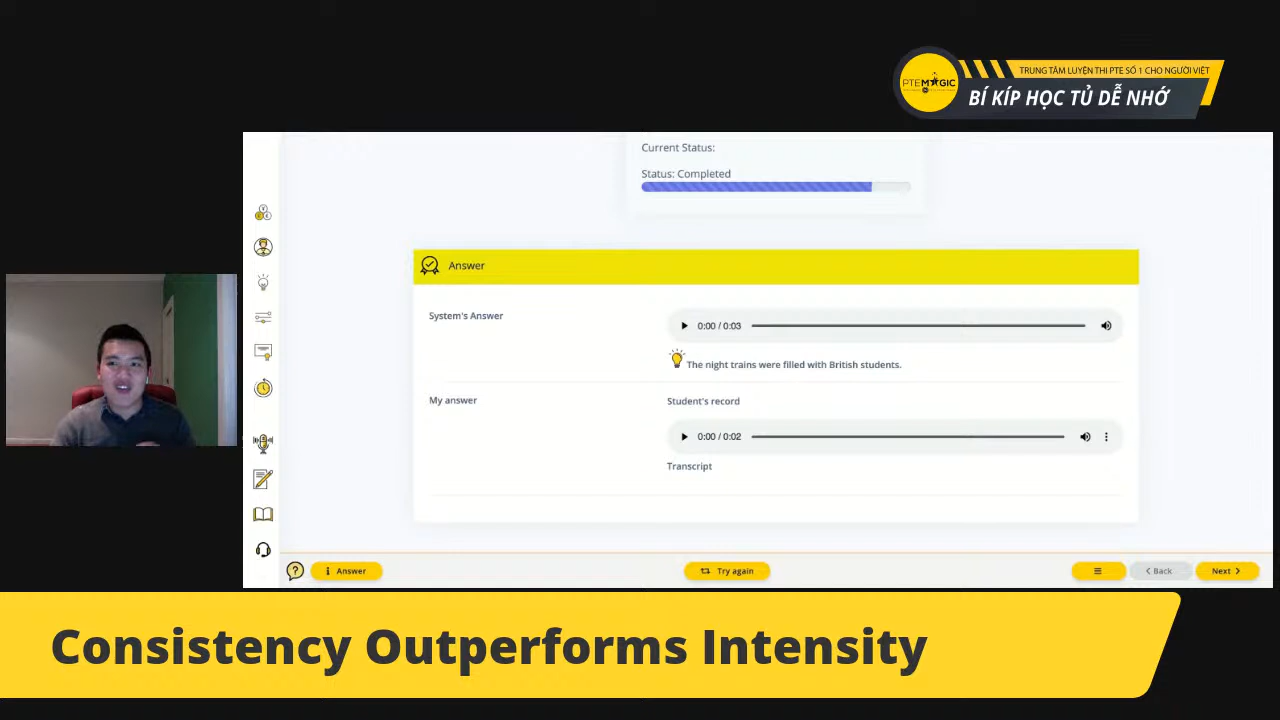 PTE MAGIC
TRUNG TÂM LUYỆN THI PTE SỐ 1 CHO NGƯỜI VIỆT
BÍ KÍP HỌC TỦ DỄ NHỚ
Current Status:
Status: Completed
Answer
System's Answer
0:00 / 0:03
The night trains were filled with British students.
My answer
Student's record
0:00 / 0:02
Transcript
? i Answer
Try again
< Back
Next >
Consistency Outperforms Intensity